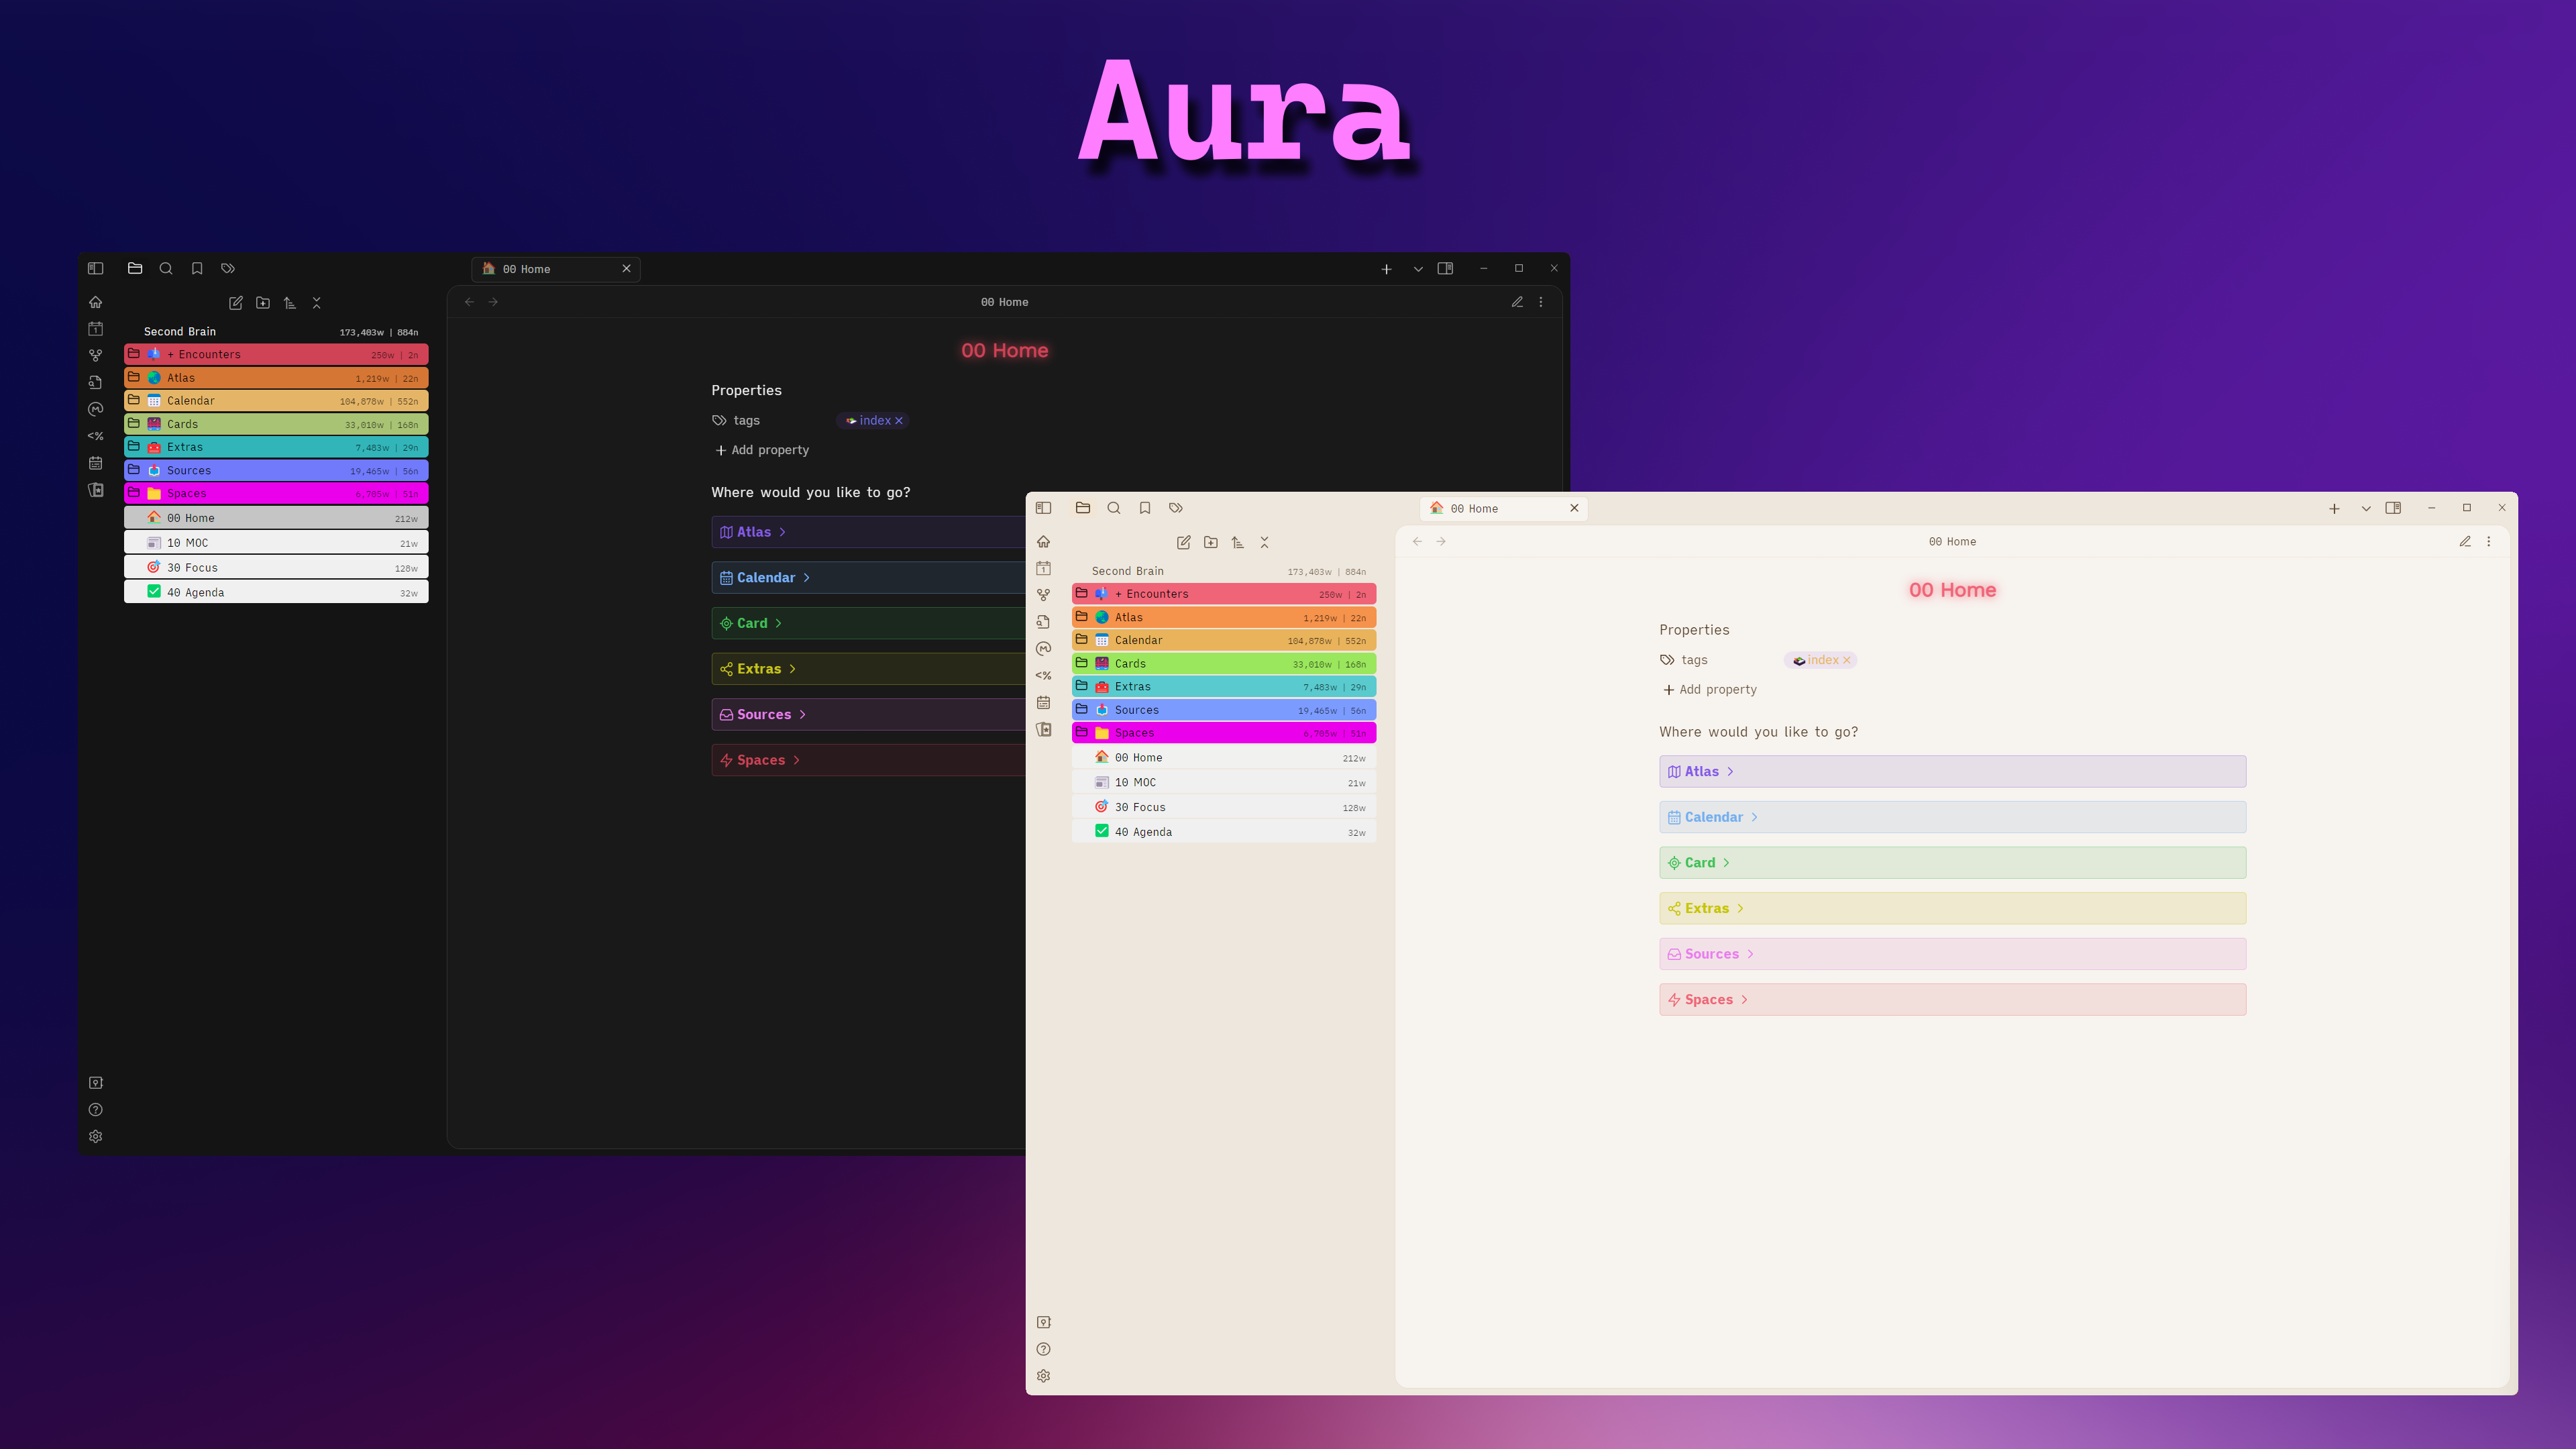 Aura
00 Home
00 Home
Second Brain 173,403w | 884n
+ Encounters 250w | 2n
Atlas 1,219w | 22n
Calendar 104,878w | 552n
Cards 33,010w | 168n
Extras 7,483w | 29n
Sources 19,465w | 56n
Spaces 6,705w | 51n
00 Home 212w
10 MOC 21w
30 Focus 128w
40 Agenda 32w
<%
00 Home
Properties
tags index
Add property
Where would you like to go?
Atlas
Calendar
Card
Extras
Sources
Spaces
00 Home
00 Home
Second Brain 173,403w | 884n
+ Encounters 250w | 2n
Atlas 1,219w | 22n
Calendar 104,878w | 552n
Cards 33,010w | 168n
Extras 7,483w | 29n
Sources 19,465w | 56n
Spaces 6,705w | 51n
00 Home 212w
10 MOC 21w
30 Focus 128w
40 Agenda 32w
<%
00 Home
Properties
tags index
Add property
Where would you like to go?
Atlas
Calendar
Card
Extras
Sources
Spaces